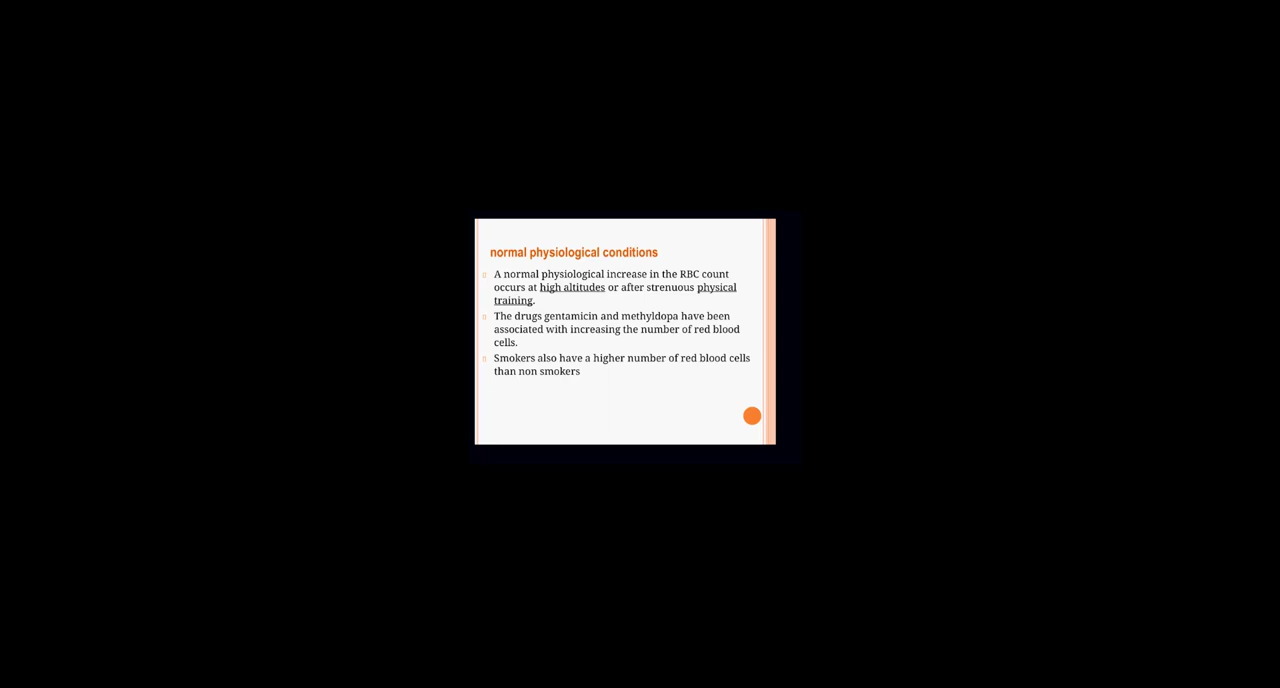 normal physiological conditions
A normal physiological increase in the RBC count
occurs at high altitudes or after strenuous physical
training.
The drugs gentamicin and methyldopa have been
associated with increasing the number of red blood
cells.
Smokers also have a higher number of red blood cells
than non smokers